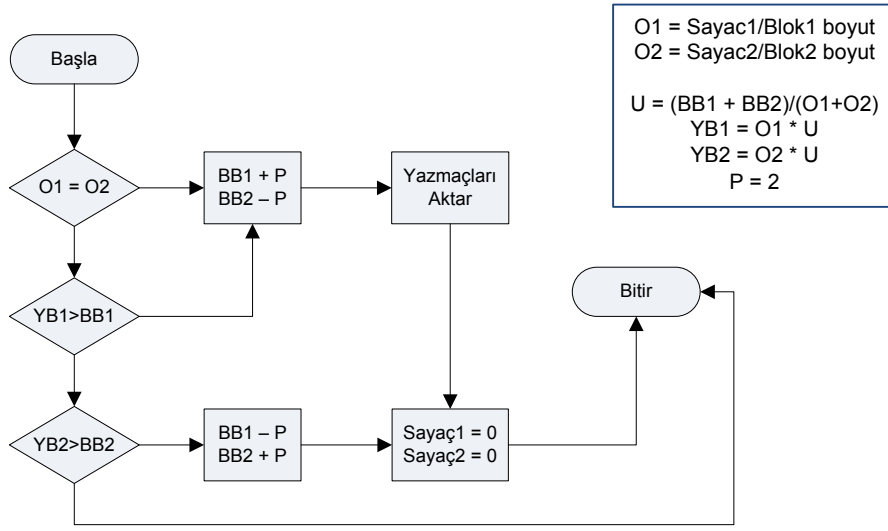 Başla
O1 = Sayac1/Blok1 boyut
O2 = Sayac2/Blok2 boyut
U = (BB1 + BB2)/(O1+O2)
YB1 = O1 * U
YB2 = O2 * U
P = 2
O1 = O2
BB1 + P
BB2 – P
Yazmaçları
Aktar
YB1>BB1
Bitir
YB2>BB2
BB1 – P
BB2 + P
Sayaç1 = 0
Sayaç2 = 0